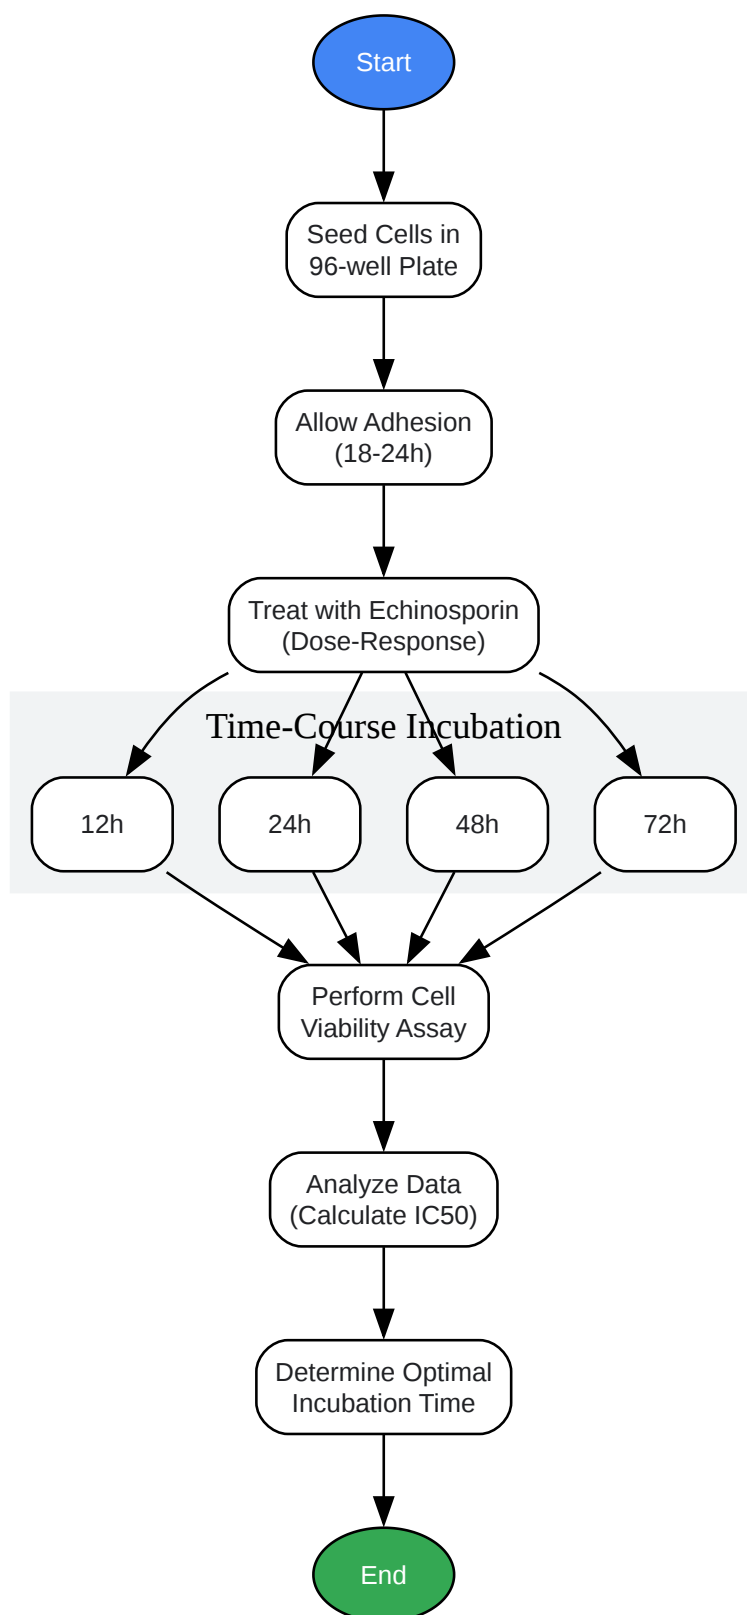 Start
Seed Cells in
96-well Plate
Allow Adhesion
(18-24h)
Treat with Echinosporin
(Dose-Response)
Time-Course Incubation
12h
24h
48h
72h
Perform Cell
Viability Assay
Analyze Data
(Calculate IC50)
Determine Optimal
Incubation Time
End